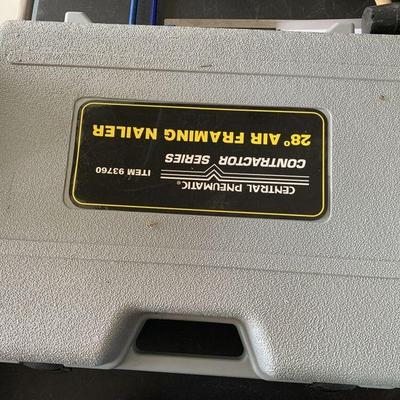 CENTRAL PNEUMATIC®
CONTRACTOR SERIES
ITEM 93760
28° AIR FRAMING NAILER